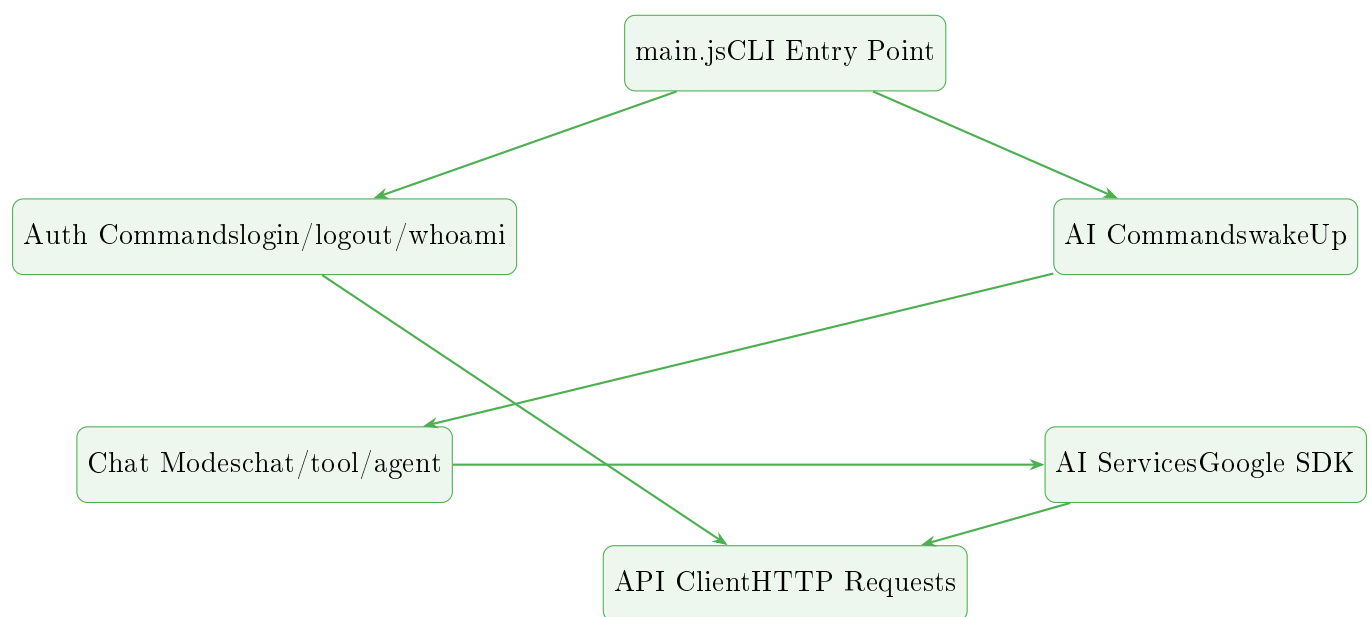 main.jsCLI Entry Point
Auth Commandslogin/logout/whoami
AI CommandswakeUp
Chat Modeschat/tool/agent
AI ServicesGoogle SDK
API ClientHTTP Requests